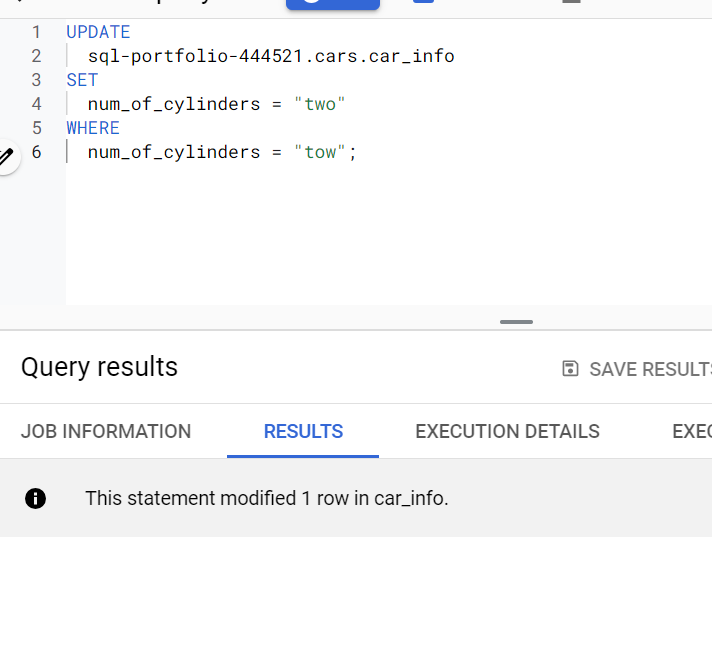 1 UPDATE
2 sql-portfolio-444521.cars.car_info
3 SET
4 num_of_cylinders = "two"
5 WHERE
6 num_of_cylinders = "tow";
Query results
SAVE RESULTS
JOB INFORMATION RESULTS EXECUTION DETAILS EXEC
This statement modified 1 row in car_info.